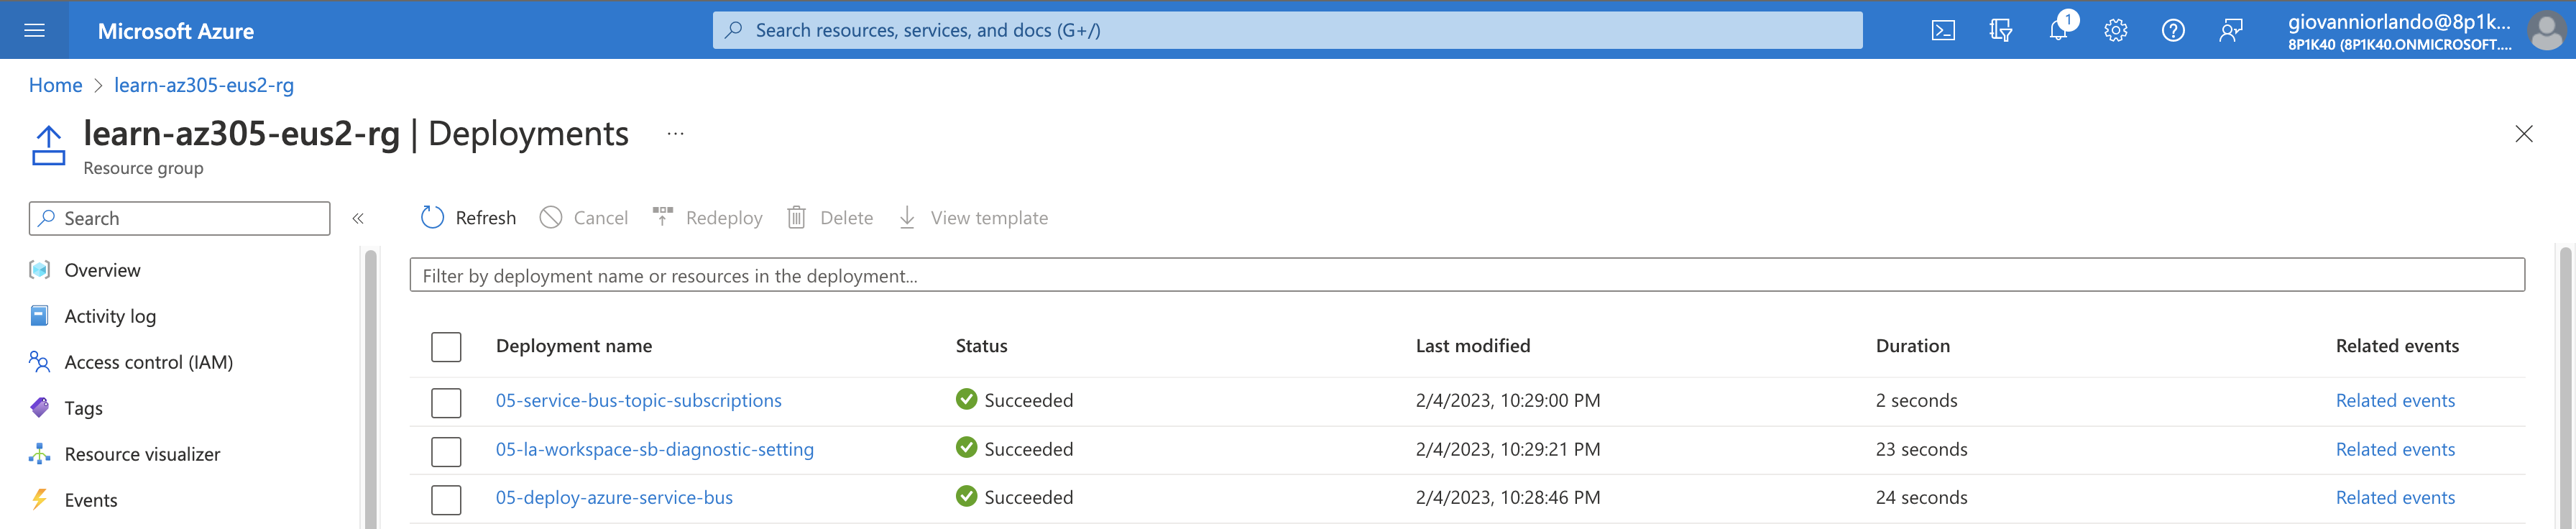 Microsoft Azure
Search resources, services, and docs (G+/)
1
giovanniorlando@8p1k...
8P1K40 (8P1K40.ONMICROSOFT....
Home > learn-az305-eus2-rg
learn-az305-eus2-rg | Deployments ...
Resource group
Search
«
Refresh Cancel Redeploy Delete View template
Overview
Activity log
Access control (IAM)
Tags
Resource visualizer
Events
Filter by deployment name or resources in the deployment...
Deployment name Status Last modified Duration Related events
05-service-bus-topic-subscriptions Succeeded 2/4/2023, 10:29:00 PM 2 seconds Related events
05-la-workspace-sb-diagnostic-setting Succeeded 2/4/2023, 10:29:21 PM 23 seconds Related events
05-deploy-azure-service-bus Succeeded 2/4/2023, 10:28:46 PM 24 seconds Related events